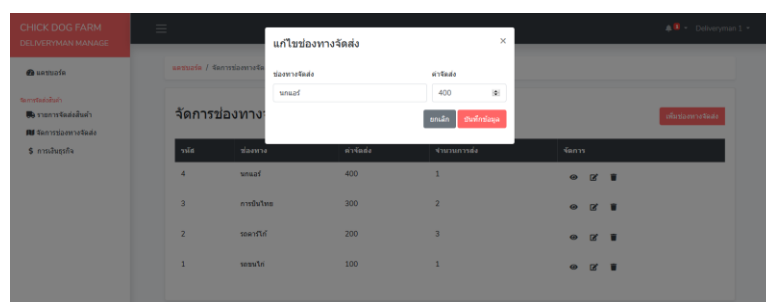 CHICK DOG FARM
DELIVERYMAN MANAGE
Deliveryman 1
แก้ไขช่องทางจัดส่ง
×
แดชบอร์ด
แดชบอร์ด / จัดการช่องทางจัด
ช่องทางจัดส่ง
ค่าจัดส่ง
นกแอร์
400
การจัดส่งสินค้า
รายการจัดส่งสินค้า
จัดการช่องทางจัดส่ง
$ การเงินธุรกิจ
จัดการช่องทาง
ยกเลิก
บันทึกข้อมูล
เพิ่มช่องทางจัดส่ง
รหัส ช่องทาง ค่าจัดส่ง จำนวนการส่ง จัดการ
4 นกแอร์ 400 1
3 การบินไทย 300 2
2 รถคาร์โก้ 200 3
1 รถขนไก่ 100 1